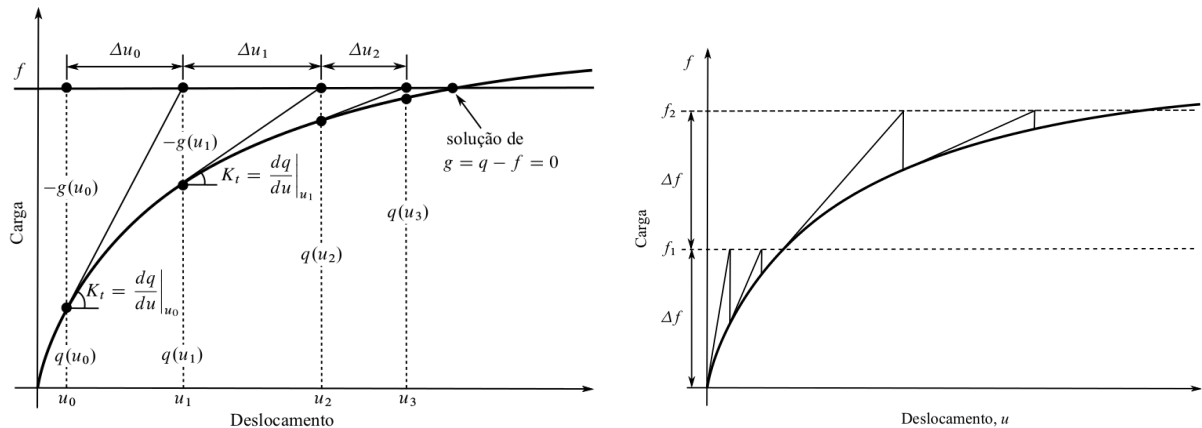 Δu₀ Δu₁ Δu₂
f
−g(u₁)
solução de
g = q − f = 0
K_t = dq/du|u₁
−g(u₀)
q(u₃)
Carga
q(u₂)
K_t = dq/du|u₀
q(u₀) q(u₁)
u₀ u₁ u₂ u₃
Deslocamento
f
f₂
Δf
Carga
f₁
Δf
Deslocamento, u